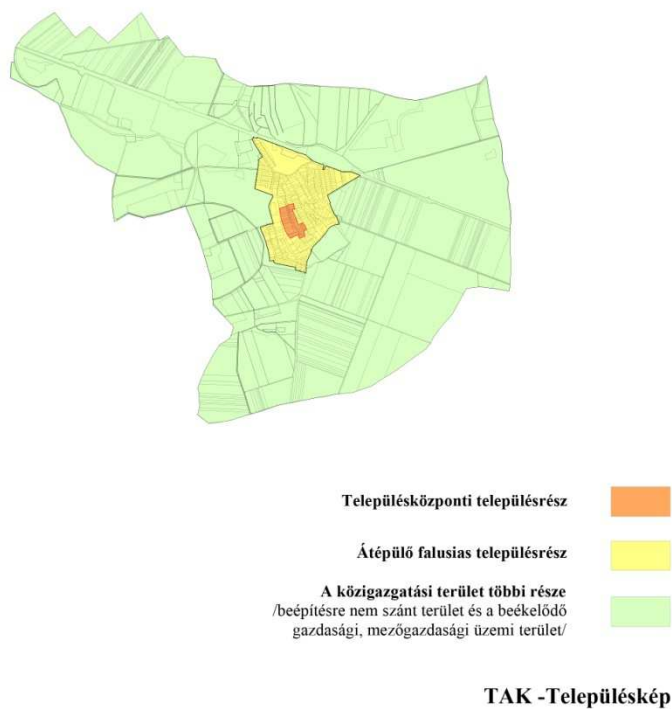 Településközponti településrész
Átépülő falusias településrész
A közigazgatási terület többi része
/beépítésre nem szánt terület és a beékelődő
gazdasági, mezőgazdasági üzemi terület/
TAK -Településkép